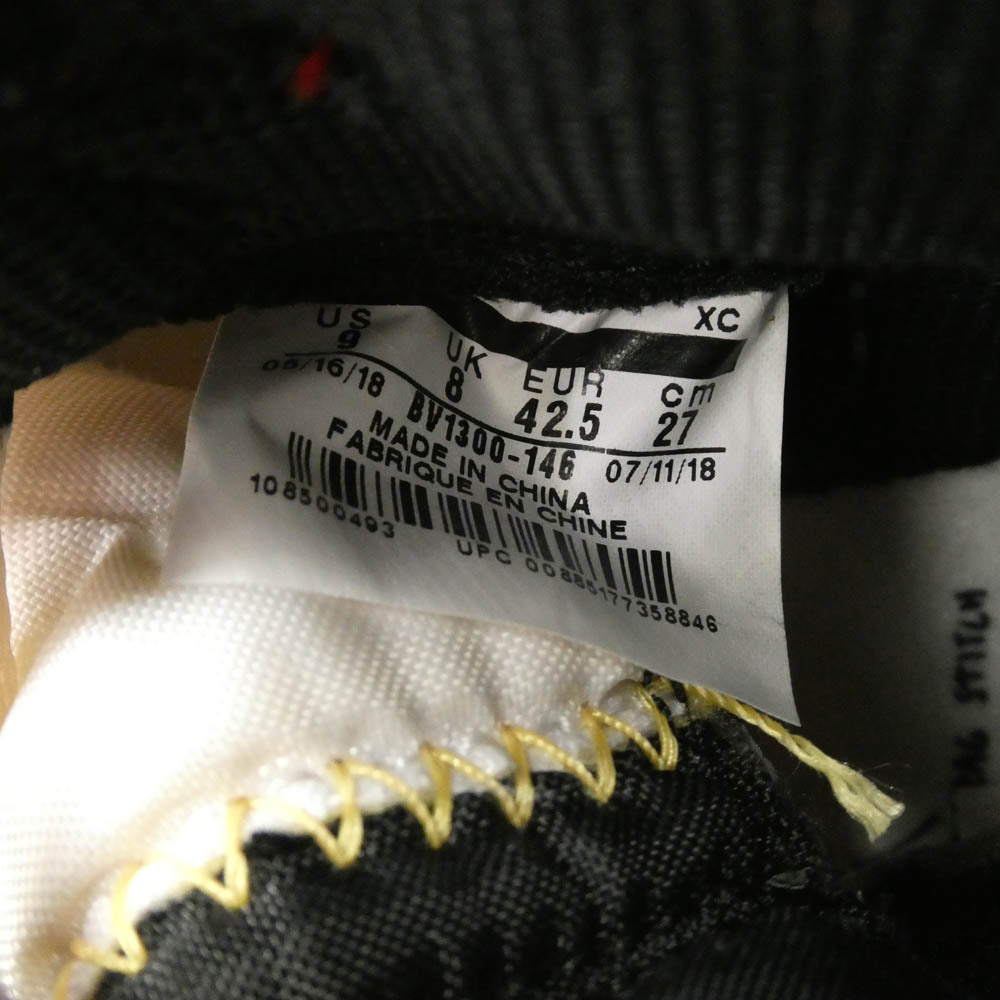 XC
US UK EUR cm
9 8 42.5 27
05/16/18 07/11/18
BV1300-146
MADE IN CHINA
FABRIQUE EN CHINE
108500493
UPC 00885177358846
STITCH